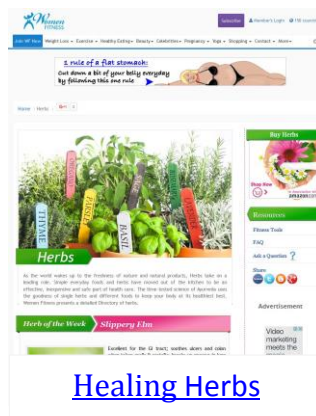 Women
FITNESS
Subscribe
Member's Login
Join WF Now
Weight Loss
Exercise
Healthy Eating
Beauty
Celebrities
Pregnancy
Yoga
Shopping
Contact
More
1 rule of a flat stomach:
Cut down a bit of your belly everyday
by following this one rule
Home
Herbs
THYME
PARSLEY
BASIL
Herbs
As the world wakes up to the freshness of nature and natural products, Herbs take on a
leading role. Simple everyday foods and herbs have moved out of the kitchen to be an
effective, inexpensive and safe part of health care. The time tested science of Ayurveda uses
the goodness of single herbs and different foods to keep your body at its healthiest best.
Women Fitness presents a detailed Directory of herbs.
Herb of the Week
Slippery Elm
Excellent for the GI tract; soothes ulcers and colon
Buy Herbs
Shop Now
amazon.com
Resources
Fitness Tools
FAQ
Ask a Question ?
Share
Advertisement
Video
marketing
meets the
Healing Herbs